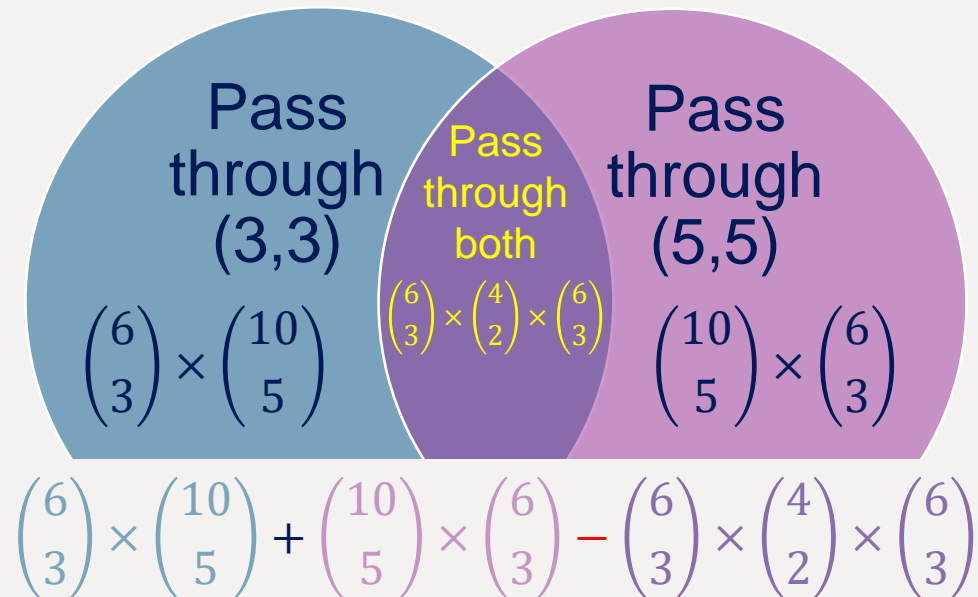 Pass
through
(3,3)
(6 3) × (10 5)
Pass
through
both
(6 3) × (4 2) × (6 3)
Pass
through
(5,5)
(10 5) × (6 3)
(6 3) × (10 5) + (10 5) × (6 3) − (6 3) × (4 2) × (6 3)